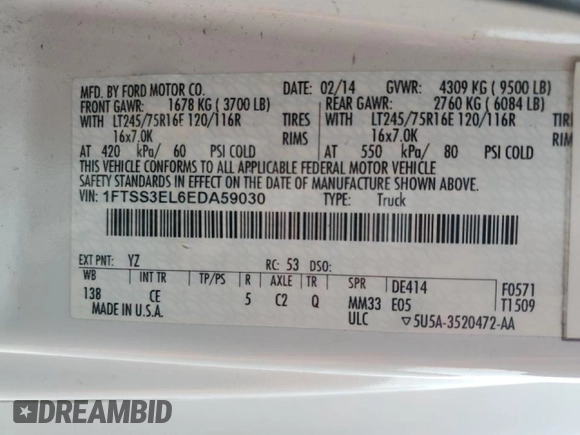 MFD. BY FORD MOTOR CO. DATE: 02/14 GVWR: 4309 KG (9500 LB)
FRONT GAWR: 1678 KG (3700 LB) REAR GAWR: 2760 KG (6084 LB)
WITH LT245/75R16E 120/116R TIRES WITH LT245/75R16E 120/116R TIRE
16x7.0K RIMS 16x7.0K RIM
AT 420 kPa/ 60 PSI COLD AT 550 kPa/ 80 PSI COLD
THIS VEHICLE CONFORMS TO ALL APPLICABLE FEDERAL MOTOR VEHICLE
SAFETY STANDARDS IN EFFECT ON THE DATE OF MANUFACTURE SHOWN ABOVE.
VIN: 1FTSS3EL6EDA59030 TYPE: Truck
EXT PNT: YZ RC: 53 DSO:
WB INT TR TP/PS R AXLE TR SPR DE414 F0571
138 CE 5 C2 Q MM33 E05 T1509
MADE IN U.S.A. ULC ▽5U5A-3520472-AA
DREAMBID